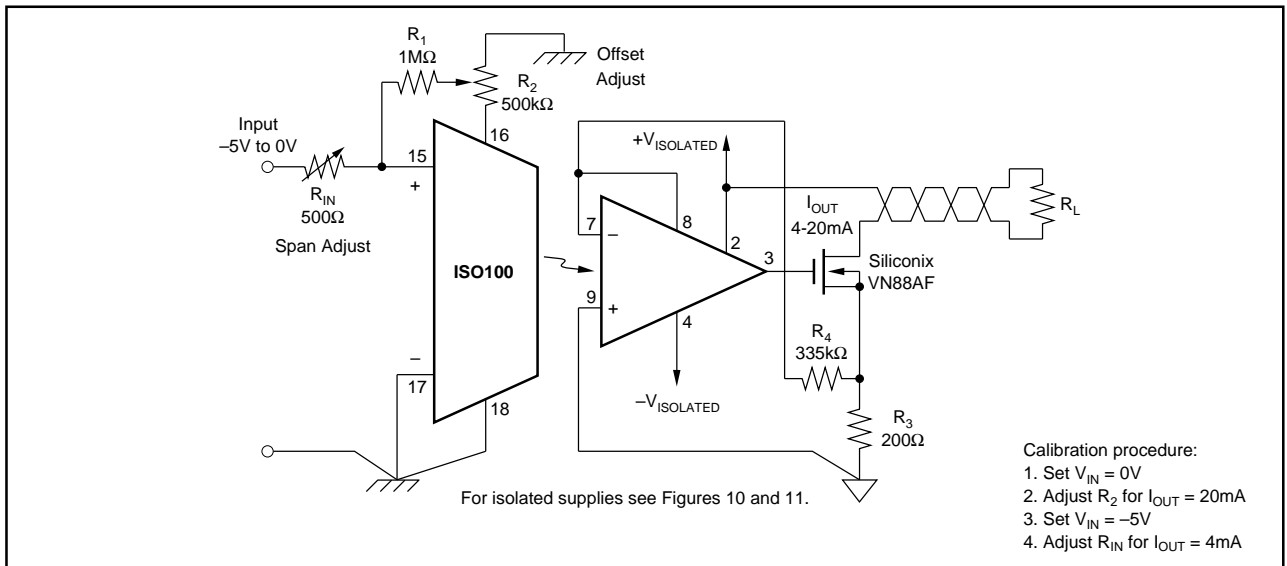 R1
1MΩ
Offset
Adjust
R2
500kΩ
Input
–5V to 0V
16
15
+
RIN
500Ω
Span Adjust
ISO100
–
17
18
+VISOLATED
8
7
–
2
IOUT
4-20mA
RL
3
Siliconix
VN88AF
9
+
4
–VISOLATED
R4
335kΩ
R3
200Ω
For isolated supplies see Figures 10 and 11.
Calibration procedure:
1. Set VIN = 0V
2. Adjust R2 for IOUT = 20mA
3. Set VIN = –5V
4. Adjust RIN for IOUT = 4mA